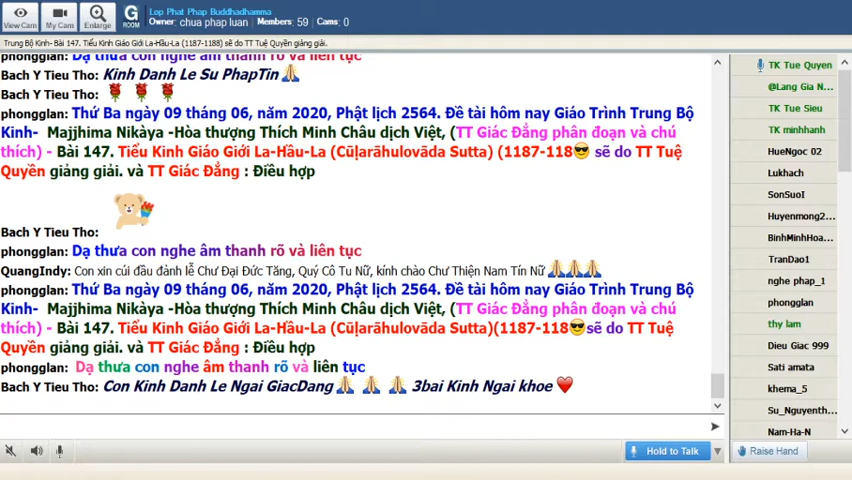 View Cam
My Cam
Enlarge
G
ROOM
Lop Phat Phap Buddhadhamma
Owner: chua phap luan Members: 59 Cams: 0
Trung Bộ Kinh- Bài 147. Tiểu Kinh Giáo Giới La-Hầu-La (1187-1188) sẽ do TT Tuệ Quyền giảng giải.
phongglan: Dạ thưa con nghe âm thanh rõ và liên tục
Bach Y Tieu Tho: Kinh Danh Le Su PhapTin 🙏
Bach Y Tieu Tho: 🌹 🌹 🌹
phongglan: Thứ Ba ngày 09 tháng 06, năm 2020, Phật lịch 2564. Đề tài hôm nay Giáo Trình Trung Bộ
Kinh- Majjhima Nikàya -Hòa thượng Thích Minh Châu dịch Việt, (TT Giác Đẳng phân đoạn và chú
thích) - Bài 147. Tiểu Kinh Giáo Giới La-Hầu-La (Cūḷarāhulovāda Sutta) (1187-118😎 sẽ do TT Tuệ
Quyền giảng giải. và TT Giác Đẳng : Điều hợp
Bach Y Tieu Tho:
phongglan: Dạ thưa con nghe âm thanh rõ và liên tục
QuangIndy: Con xin cúi đầu đảnh lễ Chư Đại Đức Tăng, Quý Cô Tu Nữ, kính chào Chư Thiện Nam Tín Nữ 🙏🙏🙏
phongglan: Thứ Ba ngày 09 tháng 06, năm 2020, Phật lịch 2564. Đề tài hôm nay Giáo Trình Trung Bộ
Kinh- Majjhima Nikàya -Hòa thượng Thích Minh Châu dịch Việt, (TT Giác Đẳng phân đoạn và chú
thích) - Bài 147. Tiểu Kinh Giáo Giới La-Hầu-La (Cūḷarāhulovāda Sutta)(1187-118😎sẽ do TT Tuệ
Quyền giảng giải. và TT Giác Đẳng : Điều hợp
phongglan: Dạ thưa con nghe âm thanh rõ và liên tục
Bach Y Tieu Tho: Con Kinh Danh Le Ngai GiacDang 🙏 🙏 🙏 3bai Kinh Ngai khoe ❤️
Hold to Talk
TK Tue Quyen
@Lang Gia N...
TK Tue Sieu
TK minhhanh
HueNgoc 02
Lukhach
SonSuoI
Huyenmong2...
BinhMinhHoa...
TranDao1
nghe phap_1
phongglan
thy lam
Dieu Giac 999
Sati amata
khema_5
Su_Nguyenth...
Nam-Ha-N
Raise Hand